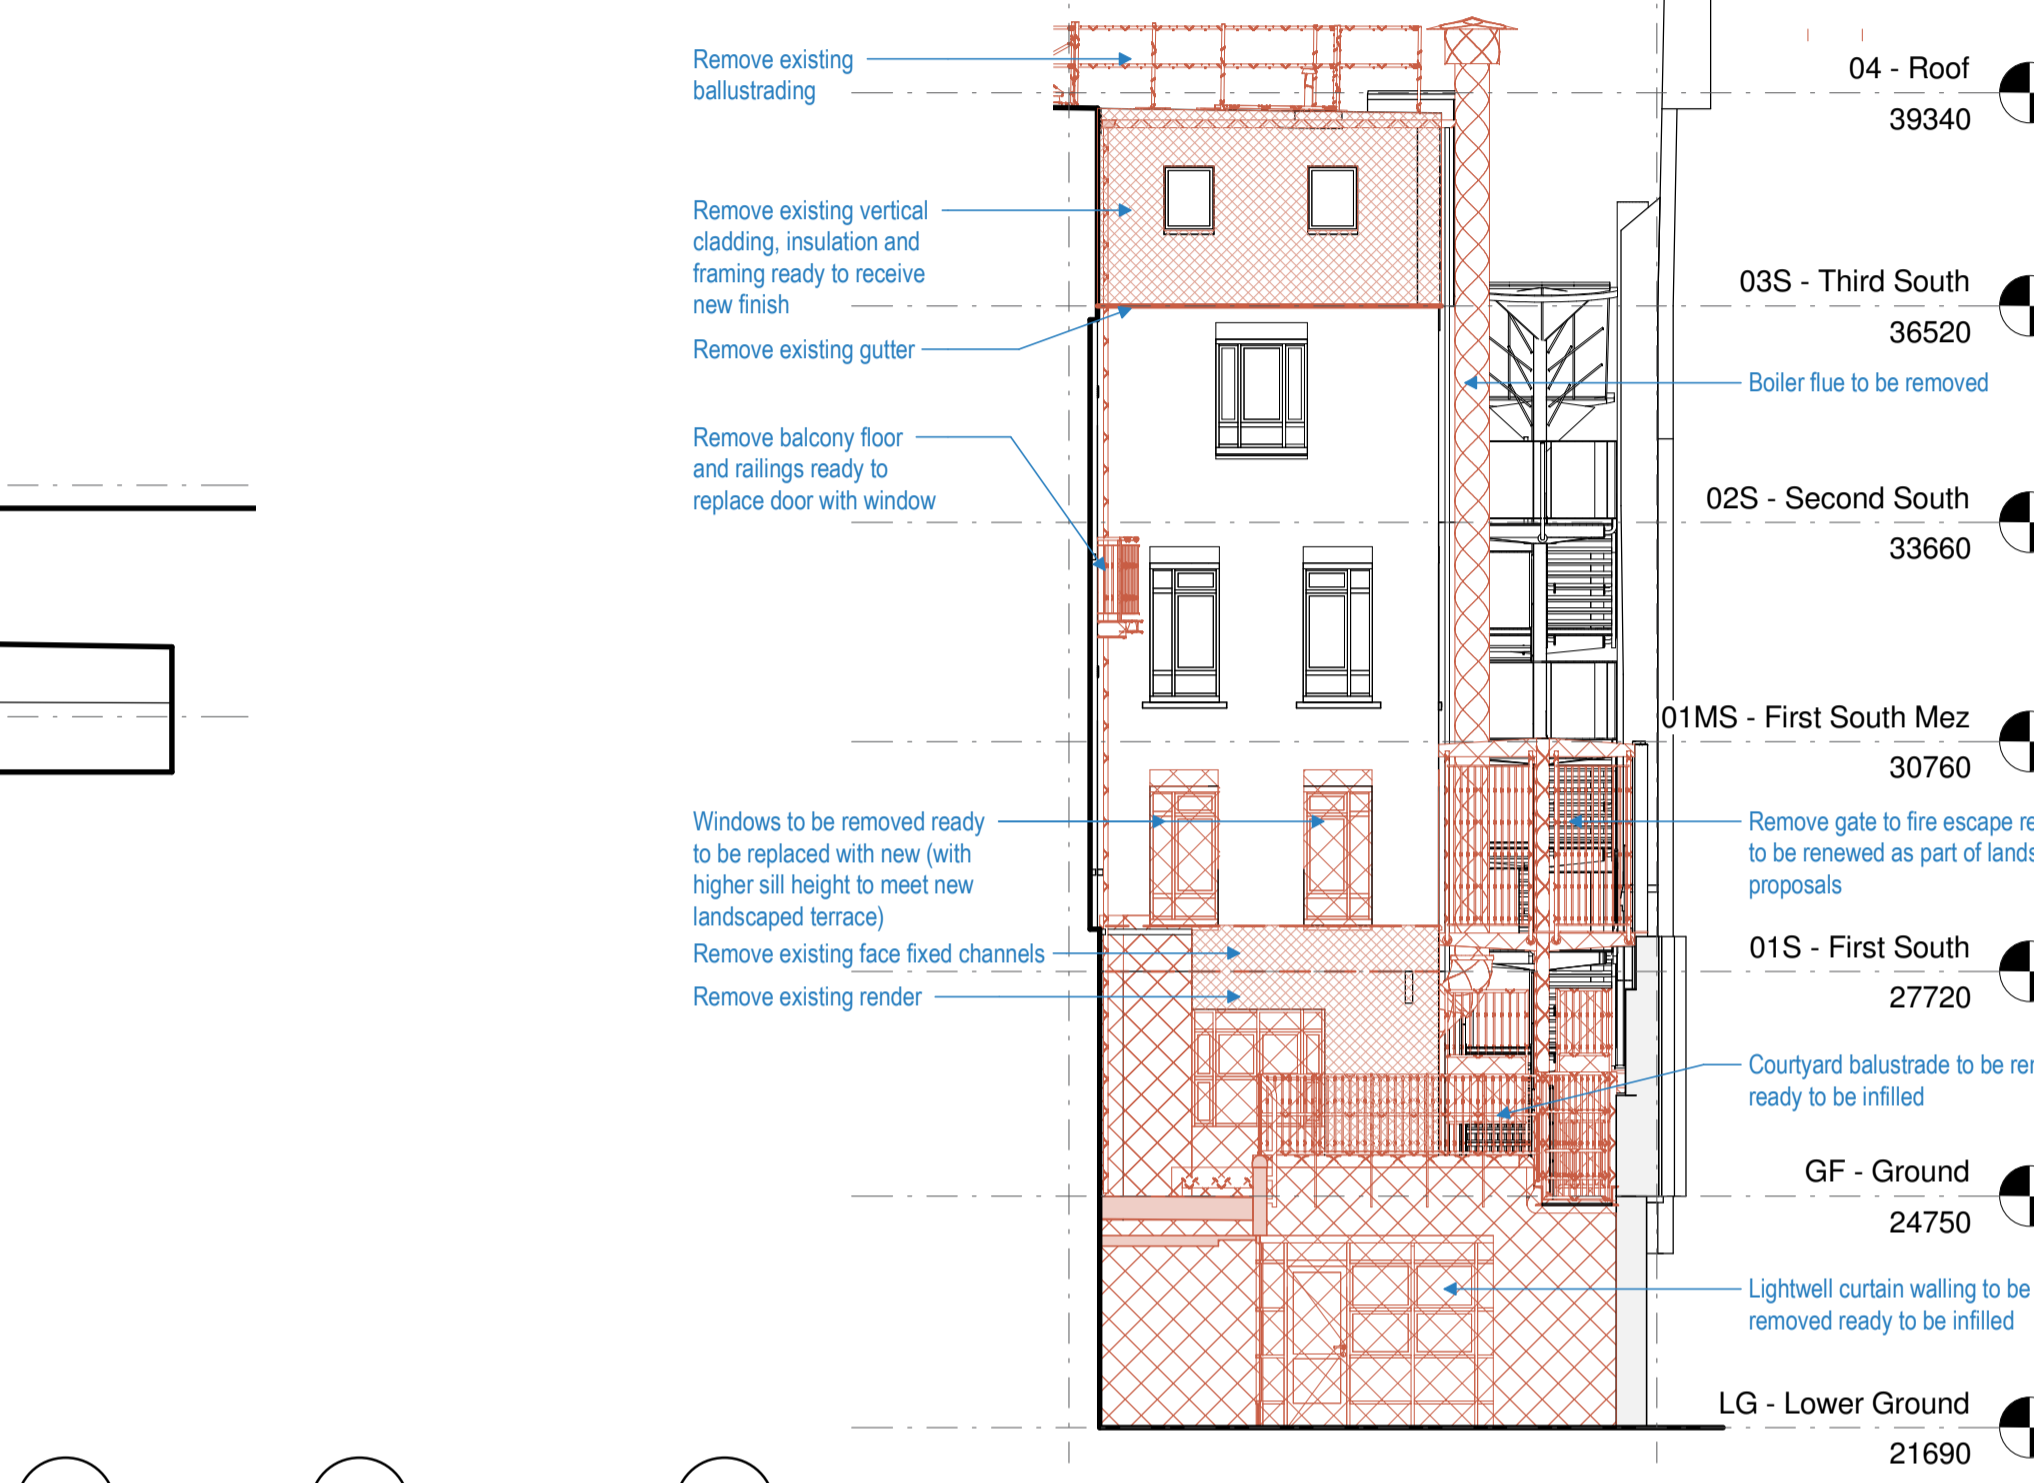 Remove existing
ballustrading
Remove existing vertical
cladding, insulation and
framing ready to receive
new finish
Remove existing gutter
Remove balcony floor
and railings ready to
replace door with window
Windows to be removed ready
to be replaced with new (with
higher sill height to meet new
landscaped terrace)
Remove existing face fixed channels
Remove existing render
04 - Roof
39340
03S - Third South
36520
Boiler flue to be removed
02S - Second South
33660
01MS - First South Mez
30760
Remove gate to fire escape
to be renewed as part of
proposals
01S - First South
27720
Courtyard balustrade to be
ready to be infilled
GF - Ground
24750
Lightwell curtain walling to be
removed ready to be infilled
LG - Lower Ground
21690